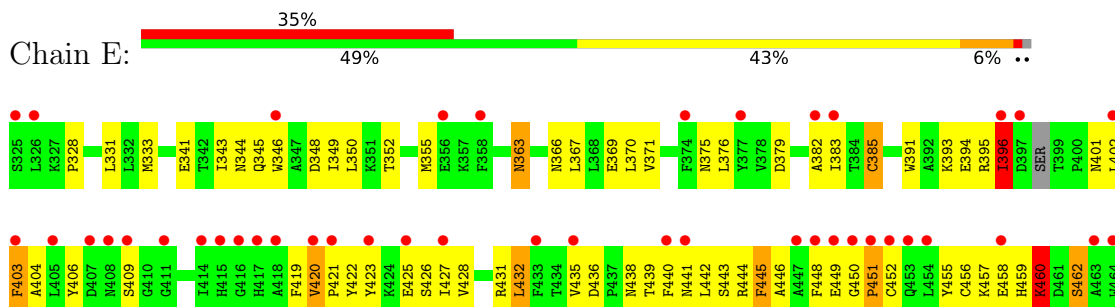 35%
Chain E:
49% 43% 6% ••
S325 L326 K327 P328 L331 L332 M333 E341 T342 I343 N344 Q345 W346 A347 D348 I349 L350 K351 T352 M355 E356 K357 F358 N363 N366 L367 L368 E369 L370 V371 F374 N375 L376 Y377 V378 D379 A382 I383 T384 C385 W391 A392 K393 E394 R395 I396 D397 SER T399 P400 N401 L402
F403 A404 L405 Y406 D407 N408 S409 G410 G411 I414 H415 G416 H417 A418 F419 V420 P421 Y422 Y423 K424 E425 S426 I427 V428 R431 L432 F433 T434 V435 D436 P437 N438 T439 F440 N441 L442 S443 R444 F445 A446 A447 F448 E449 G450 P451 C452 Q453 L454 Y455 C456 K457 E458 H459 K460 D461 S462 A463 A464